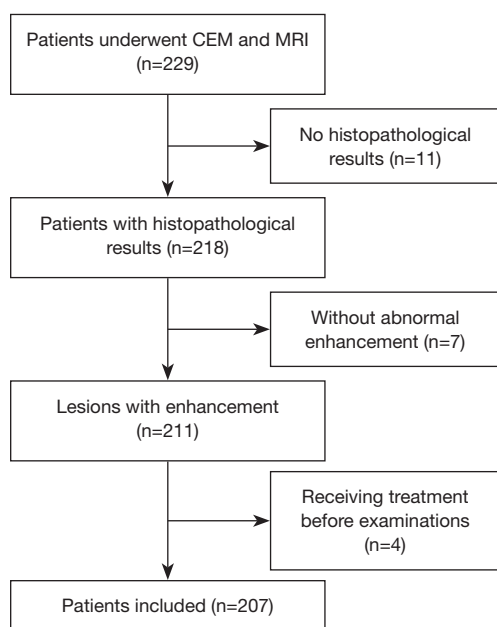 Patients underwent CEM and MRI
(n=229)
No histopathological
results (n=11)
Patients with histopathological
results (n=218)
Without abnormal
enhancement (n=7)
Lesions with enhancement
(n=211)
Receiving treatment
before examinations
(n=4)
Patients included (n=207)